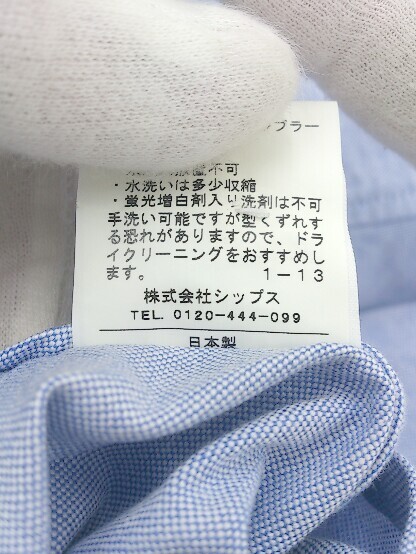 ンブラー
不可
・水洗いは多少収縮
・蛍光増白剤入り洗剤は不可
手洗い可能ですが型くずれす
る恐れがありますので、ドラ
イクリーニングをおすすめし
ます。 1－13
株式会社シップス
TEL. 0120-444-099
日本製